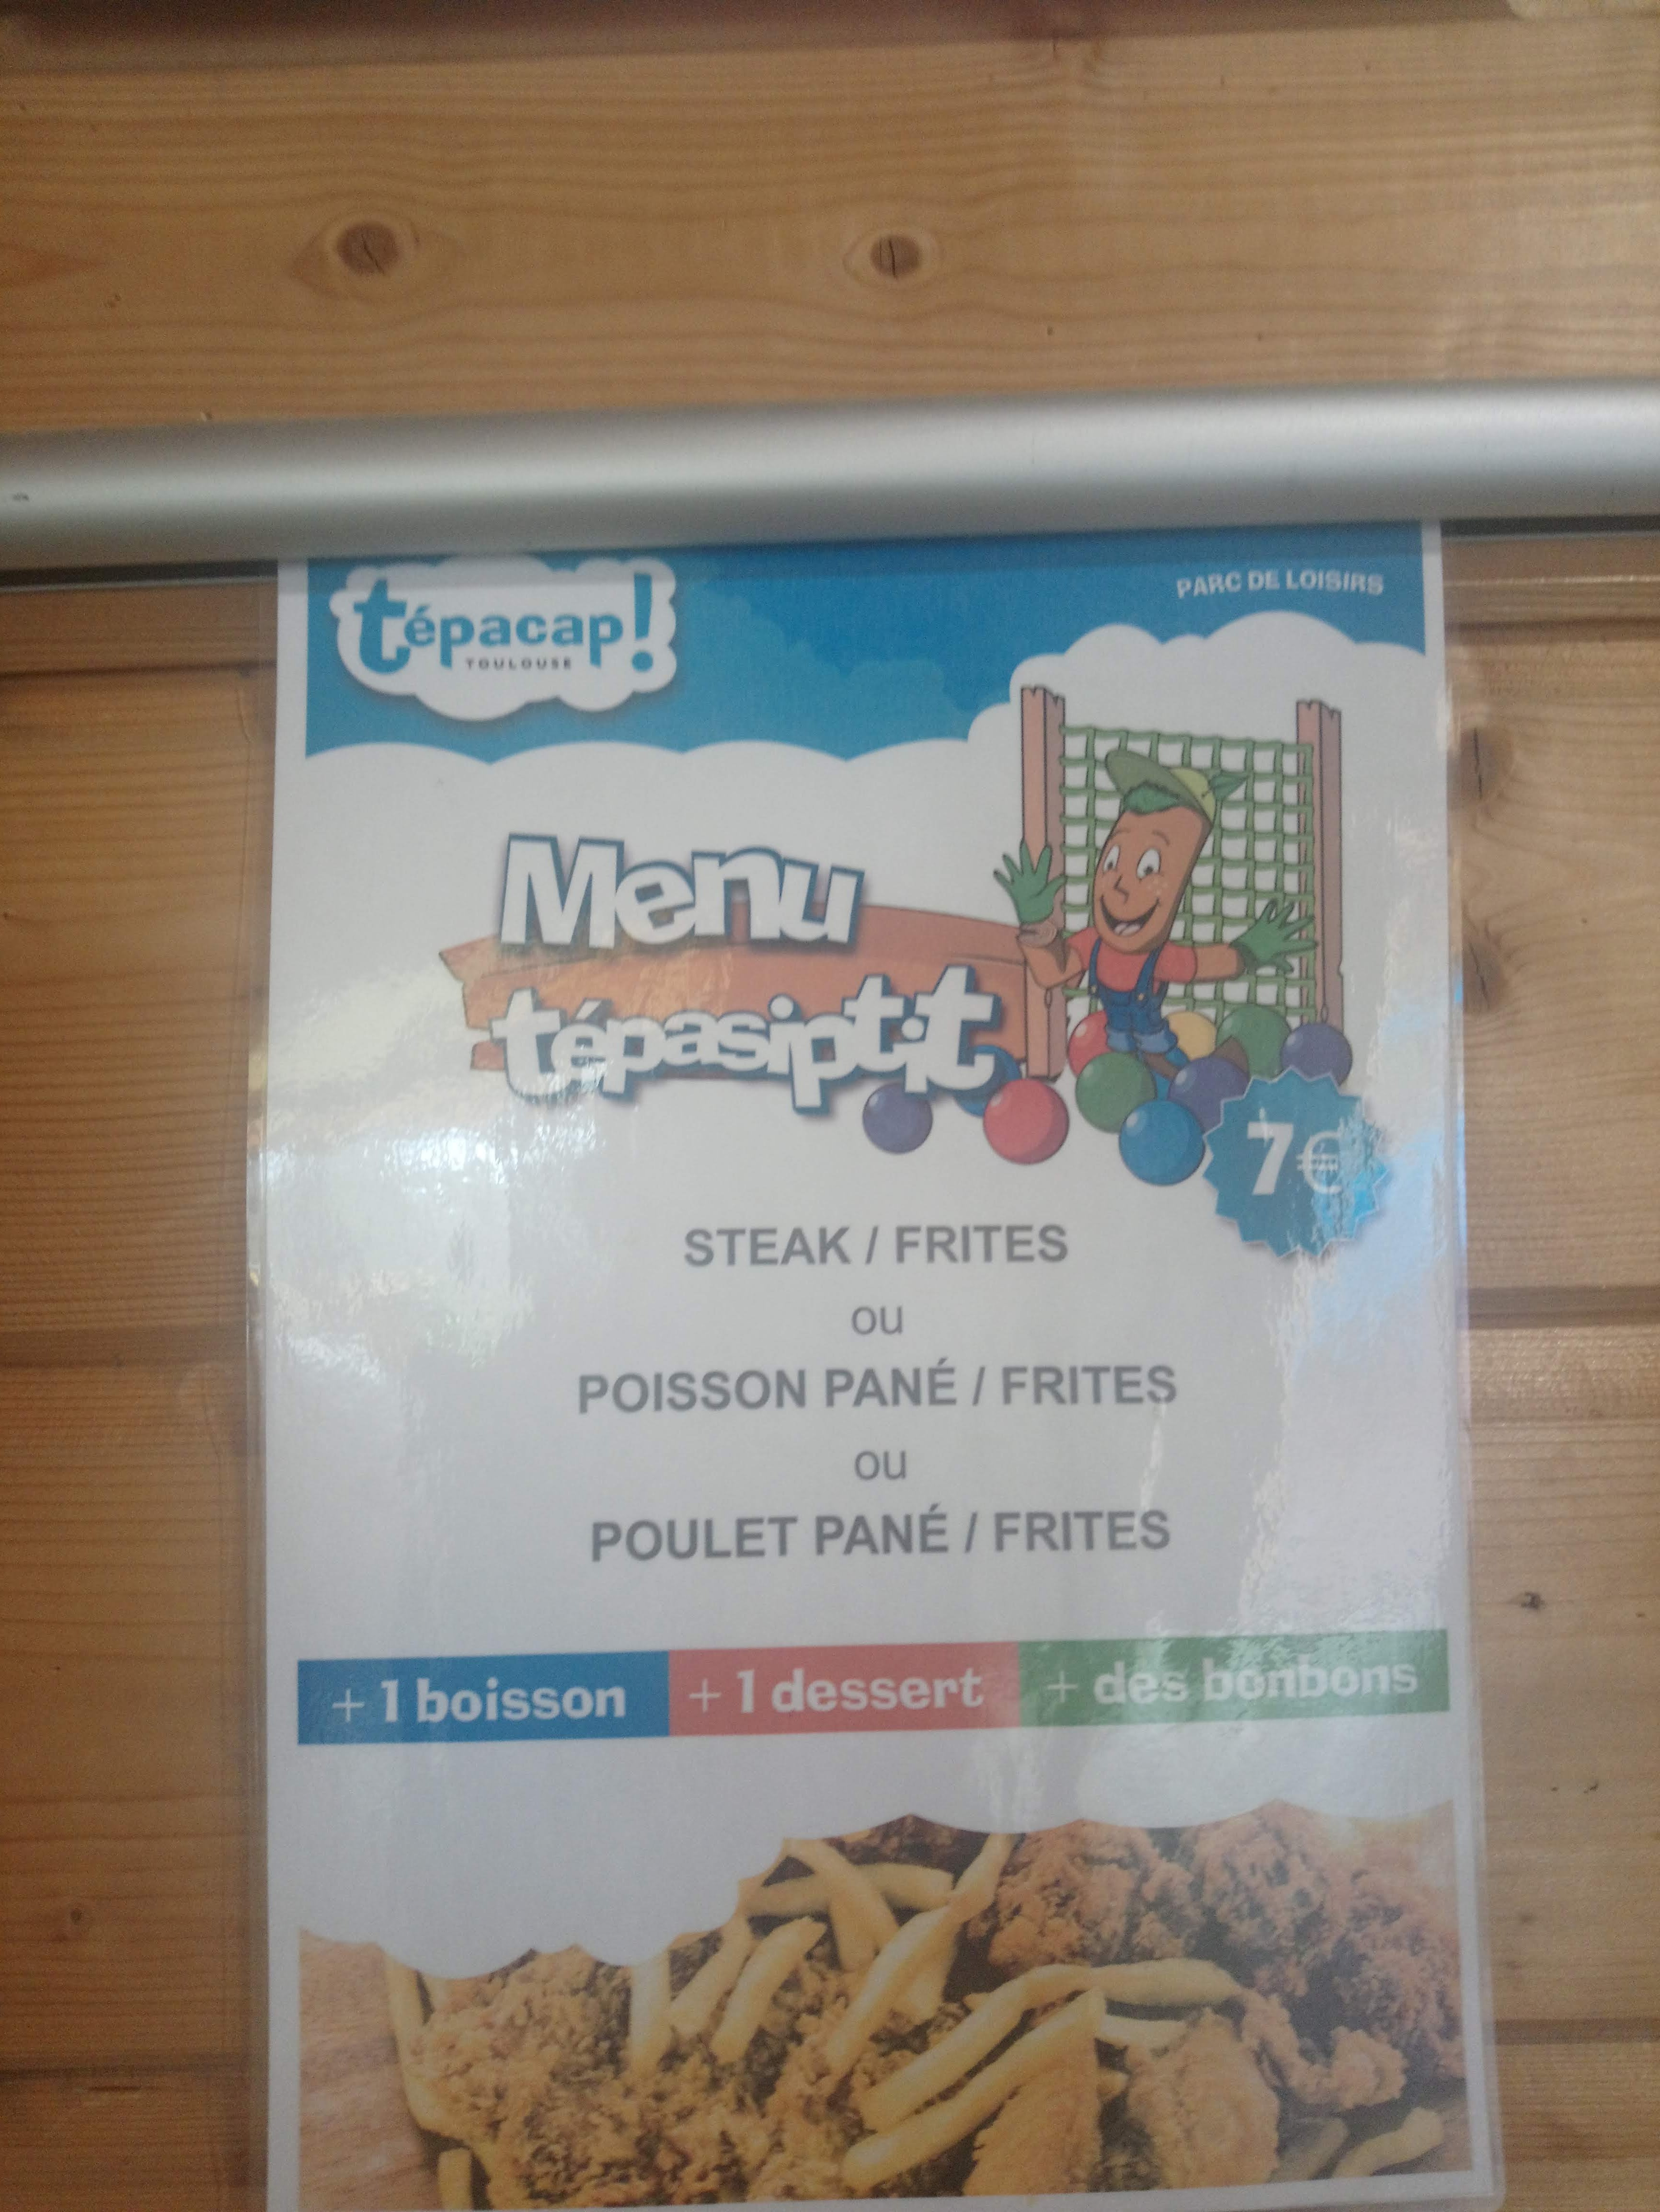 tépacap!
TOULOUSE
PARC DE LOISIRS
Menu
tépasiptit
7€
STEAK / FRITES
ou
POISSON PANÉ / FRITES
ou
POULET PANÉ / FRITES
+ 1 boisson + 1 dessert + des bonbons